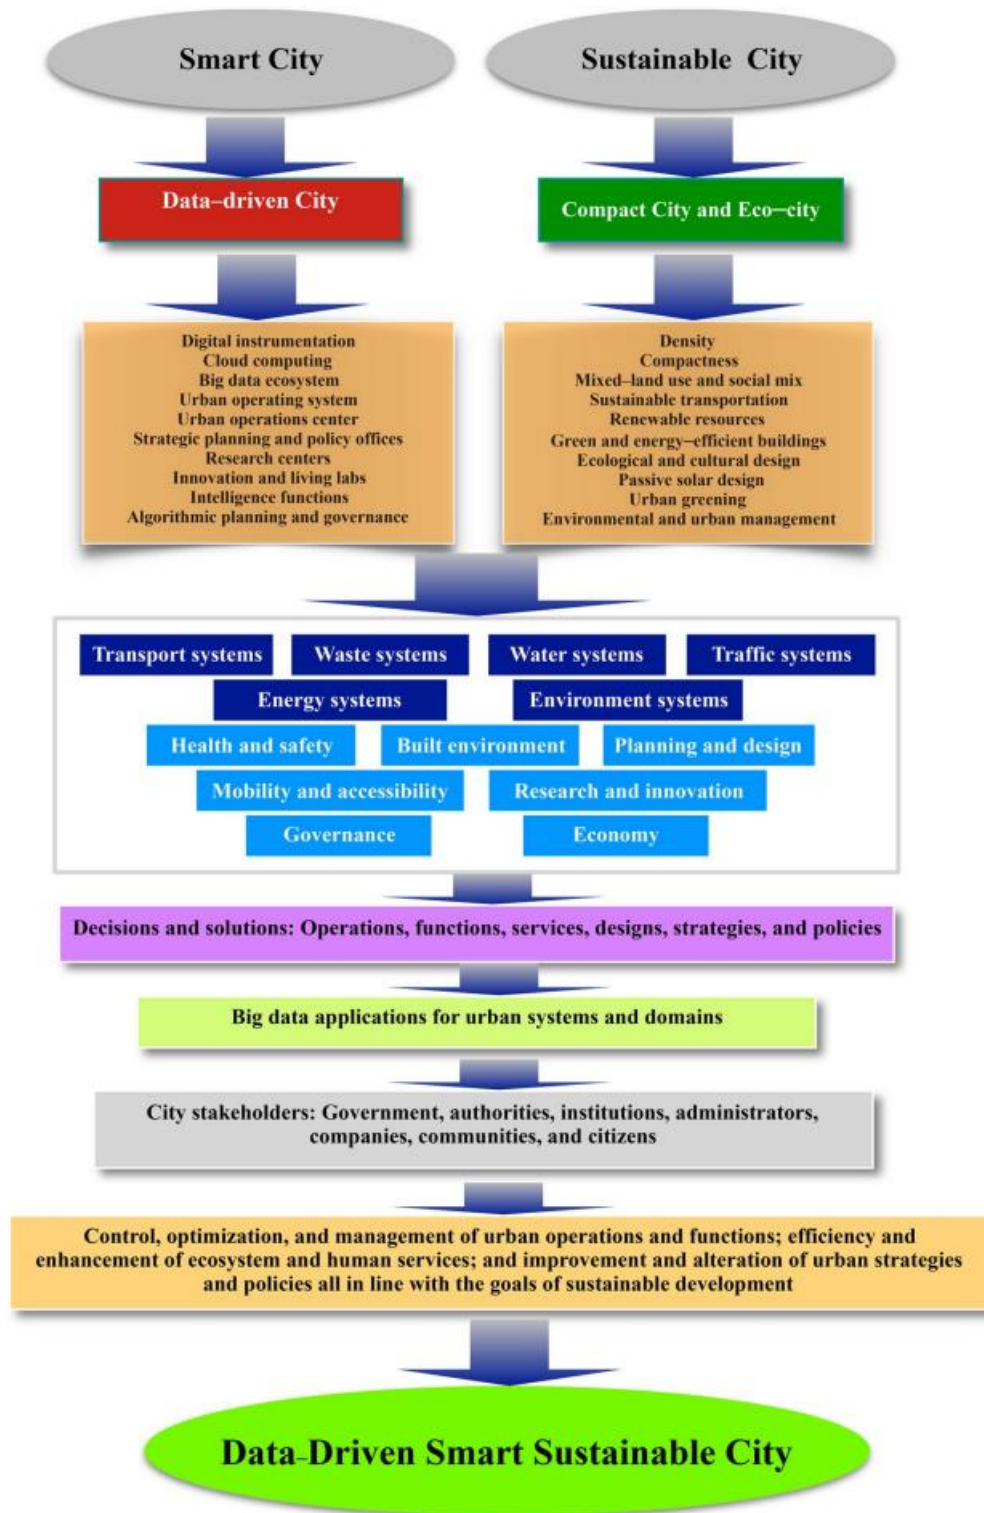 Smart City
Sustainable City
Data–driven City
Compact City and Eco–city
Digital instrumentation
Cloud computing
Big data ecosystem
Urban operating system
Urban operations center
Strategic planning and policy offices
Research centers
Innovation and living labs
Intelligence functions
Algorithmic planning and governance
Density
Compactness
Mixed–land use and social mix
Sustainable transportation
Renewable resources
Green and energy–efficient buildings
Ecological and cultural design
Passive solar design
Urban greening
Environmental and urban management
Transport systems
Waste systems
Water systems
Traffic systems
Energy systems
Environment systems
Health and safety
Built environment
Planning and design
Mobility and accessibility
Research and innovation
Governance
Economy
Decisions and solutions: Operations, functions, services, designs, strategies, and policies
Big data applications for urban systems and domains
City stakeholders: Government, authorities, institutions, administrators,
companies, communities, and citizens
Control, optimization, and management of urban operations and functions; efficiency and
enhancement of ecosystem and human services; and improvement and alteration of urban strategies
and policies all in line with the goals of sustainable development
Data–Driven Smart Sustainable City